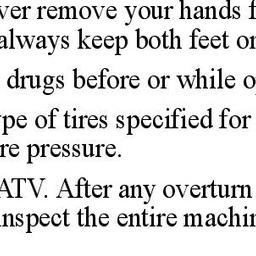 ver remove your hands f
always keep both feet or
drugs before or while o
pe of tires specified for
re pressure.
ATV. After any overturn
nspect the entire machin